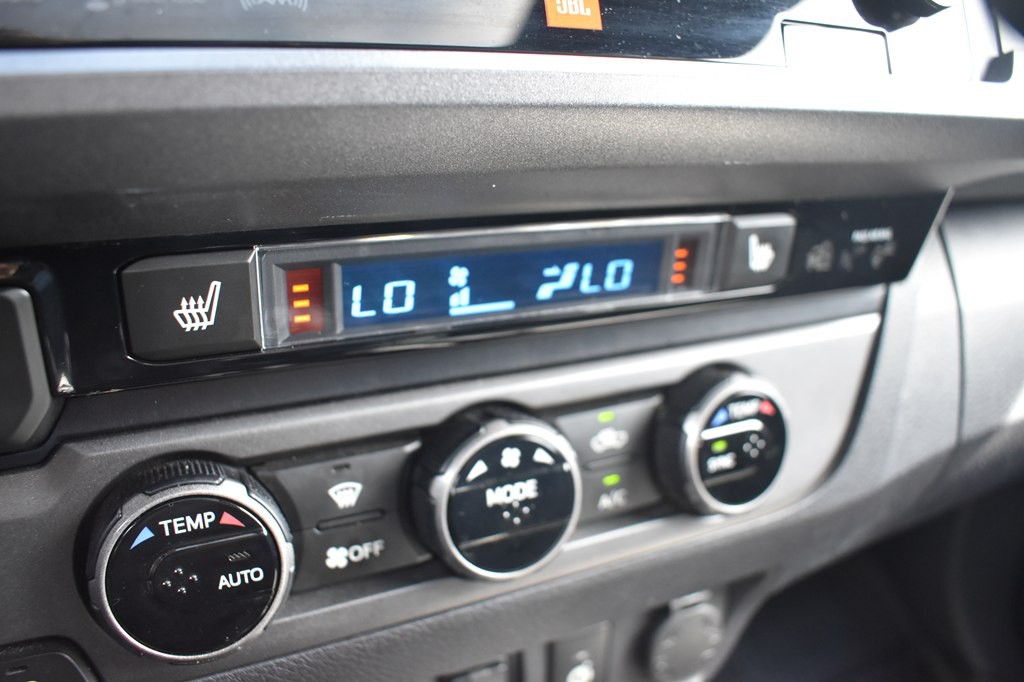 JBL
LO LO
TEMP
AUTO
OFF
MODE
A/C
TEMP
SYNC